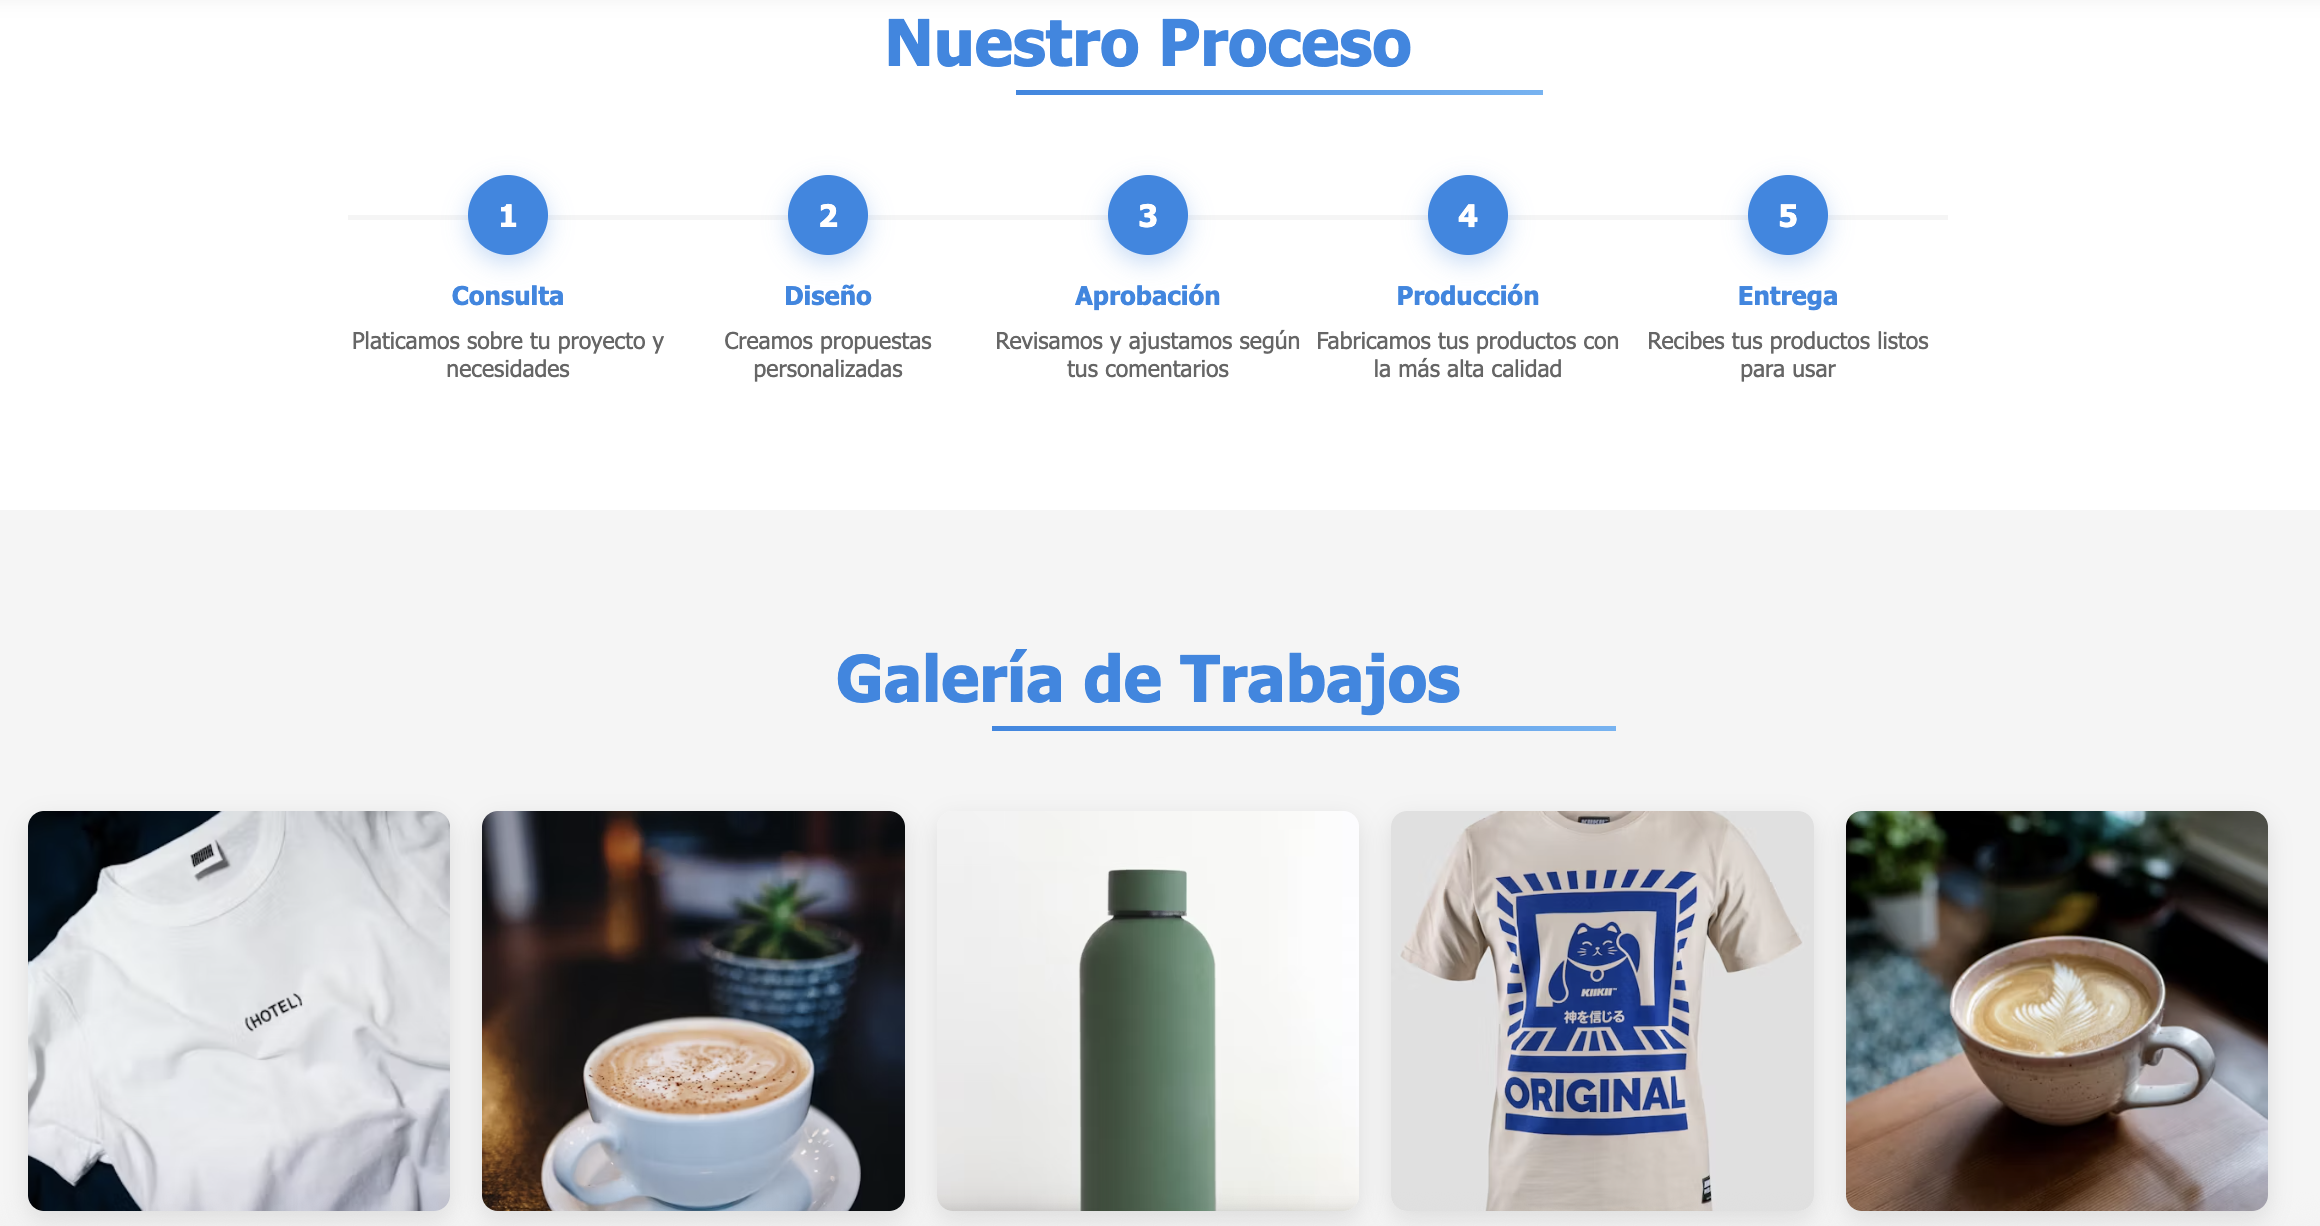 Nuestro Proceso
1
2
3
4
5
Consulta
Diseño
Aprobación
Producción
Entrega
Platicamos sobre tu proyecto y
necesidades
Creamos propuestas
personalizadas
Revisamos y ajustamos según
tus comentarios
Fabricamos tus productos con
la más alta calidad
Recibes tus productos listos
para usar
Galería de Trabajos
(HOTEL)
KIIKII™
神を信じる
ORIGINAL